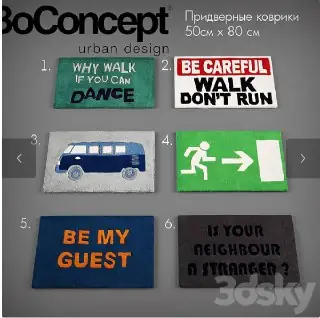 BoConcept®
urban design
Придверные коврики
50см x 80 см
1.
WHY WALK
IF YOU CAN
DANCE
2.
BE CAREFUL
WALK
DON'T RUN
3.
4.
5.
BE MY
GUEST
6.
IS YOUR
NEIGHBOUR
A STRANGER ?
3dsky